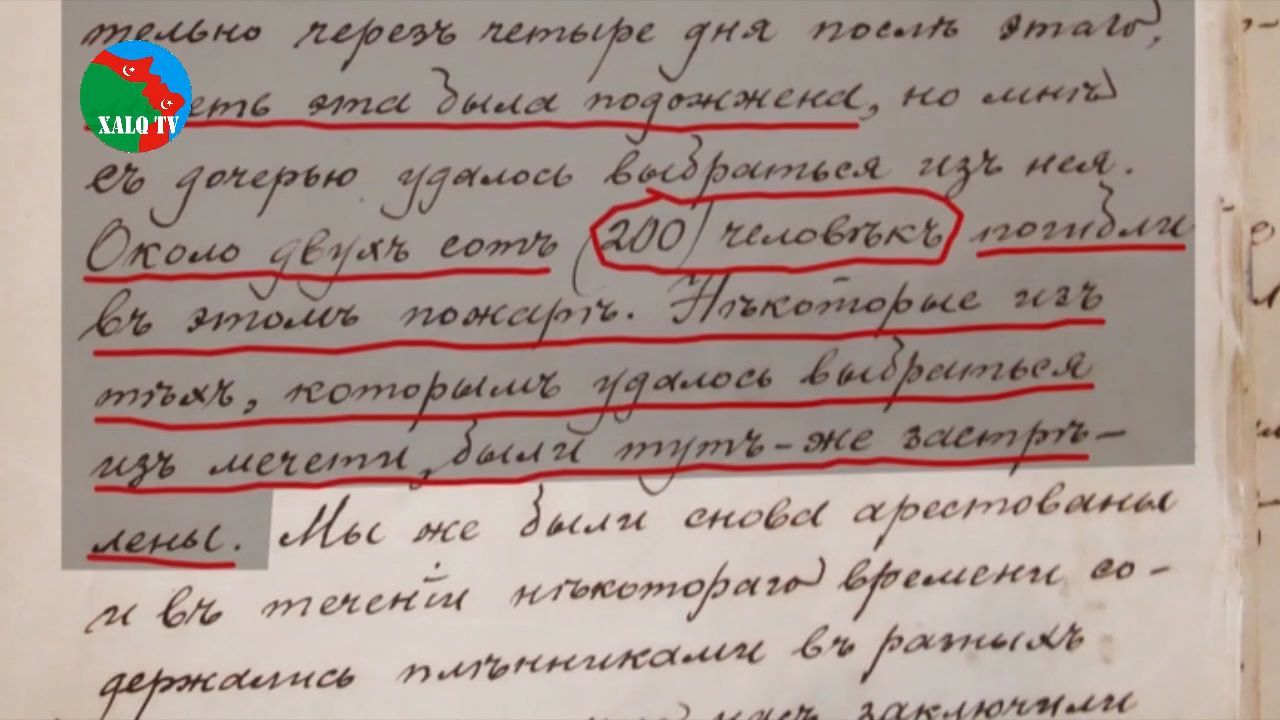 тельно черезъ четыре дня послѣ этаго,
XALQ TV
эта была подожжена, но мнѣ
съ дочерью удалось выбраться изъ нея.
Около двухъ сотъ (200) человѣкъ погибли
въ этомъ пожарѣ. Нѣкоторые изъ
тѣхъ, которымъ удалось выбраться
изъ мечети, были тутъ-же застрѣ-
лены. Мы же были снова арестованы
и въ теченіи нѣкотораго времени со-
держались плѣнниками въ разныхъ
насъ заключили